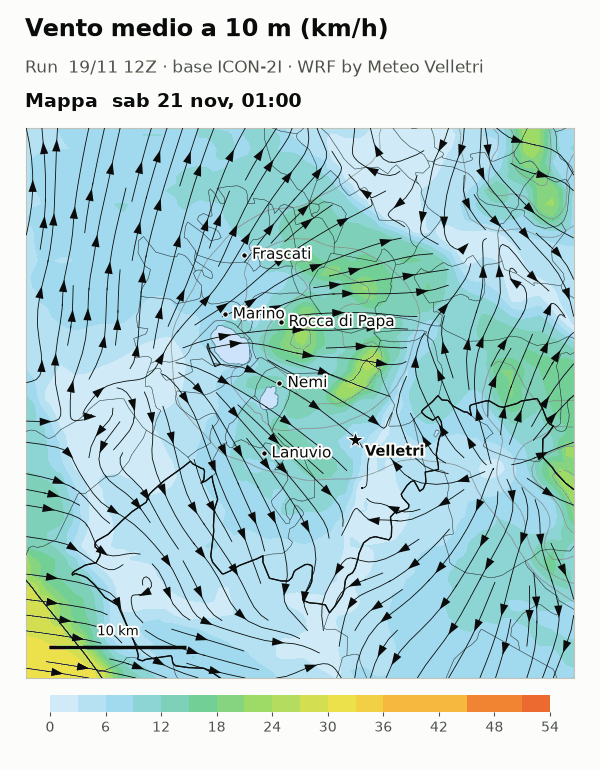 Vento medio a 10 m (km/h)
Run  19/11 12Z · base ICON-2I · WRF by Meteo Velletri
Mappa  sab 21 nov, 01:00
Frascati
Marino
Rocca di Papa
Nemi
Velletri
Lanuvio
10 km
0 6 12 18 24 30 36 42 48 54